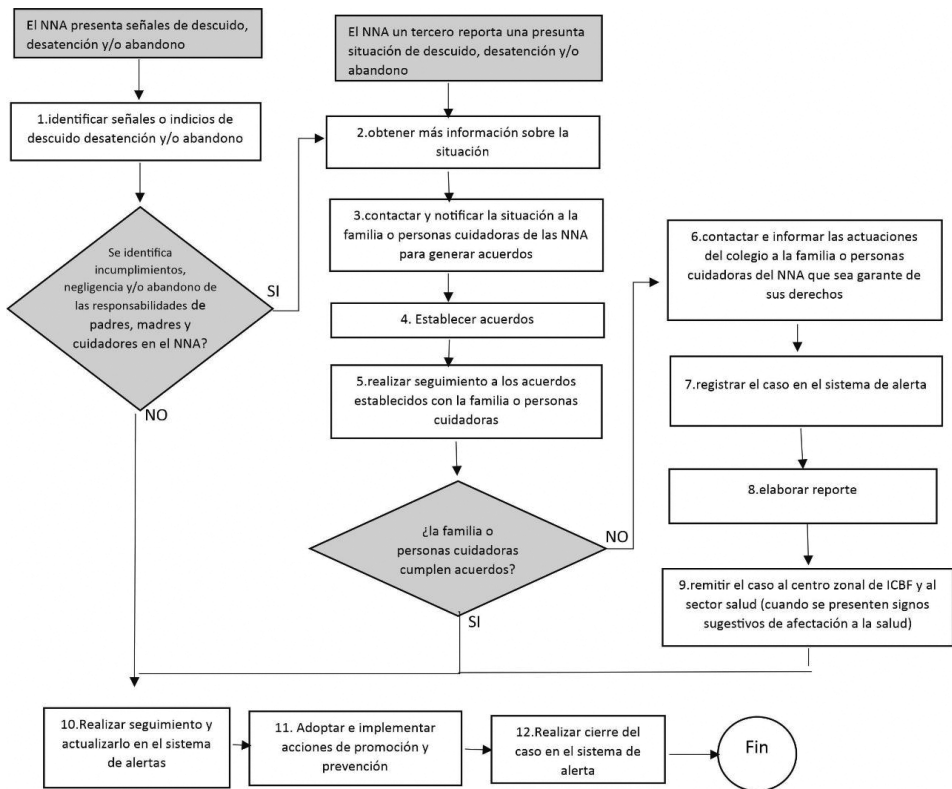 El NNA presenta señales de descuido,
desatención y/o abandono
El NNA un tercero reporta una presunta
situación de descuido, desatención y/o
abandono
1.identificar señales o indicios de
descuido desatención y/o abandono
2.obtener más información sobre la
situación
Se identifica
incumplimientos,
negligencia y/o abandono de
las responsabilidades de
padres, madres y
cuidadores en el NNA?
SI
NO
3.contactar y notificar la situación a la
familia o personas cuidadoras de las NNA
para generar acuerdos
4. Establecer acuerdos
5.realizar seguimiento a los acuerdos
establecidos con la familia o personas
cuidadoras
¿la familia o
personas cuidadoras
cumplen acuerdos?
NO
SI
6.contactar e informar las actuaciones
del colegio a la familia o personas
cuidadoras del NNA que sea garante de
sus derechos
7.registrar el caso en el sistema de alerta
8.elaborar reporte
9.remitir el caso al centro zonal de ICBF y al
sector salud (cuando se presenten signos
sugestivos de afectación a la salud)
10.Realizar seguimiento y
actualizarlo en el sistema
de alertas
11. Adoptar e implementar
acciones de promoción y
prevención
12.Realizar cierre del
caso en el sistema de
alerta
Fin